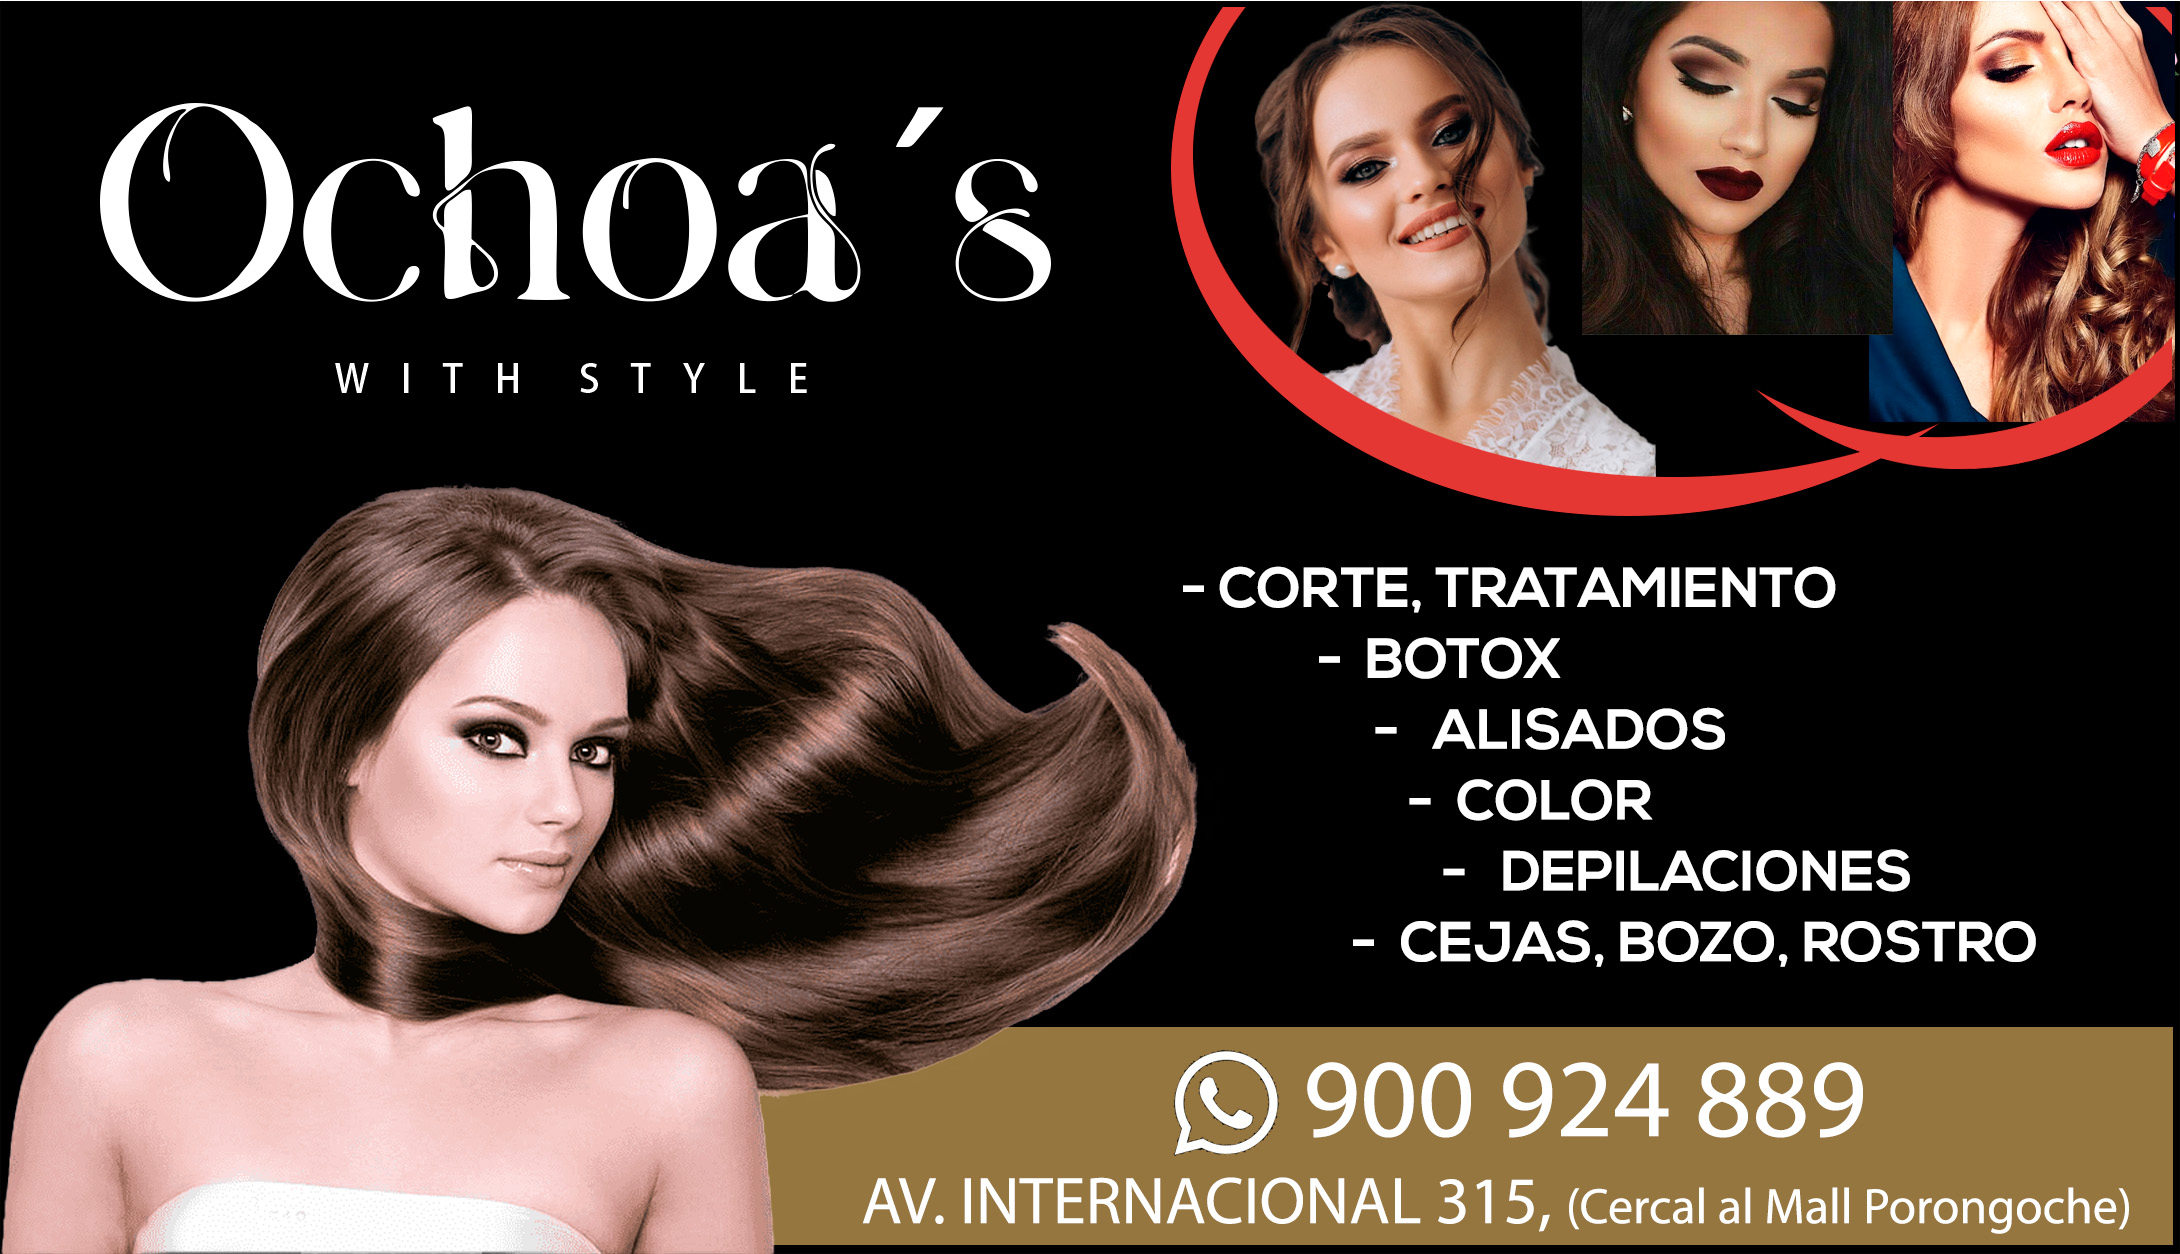 Ochoa´s
WITH STYLE
- CORTE, TRATAMIENTO
- BOTOX
- ALISADOS
- COLOR
- DEPILACIONES
- CEJAS, BOZO, ROSTRO
900 924 889
AV. INTERNACIONAL 315, (Cercal al Mall Porongoche)